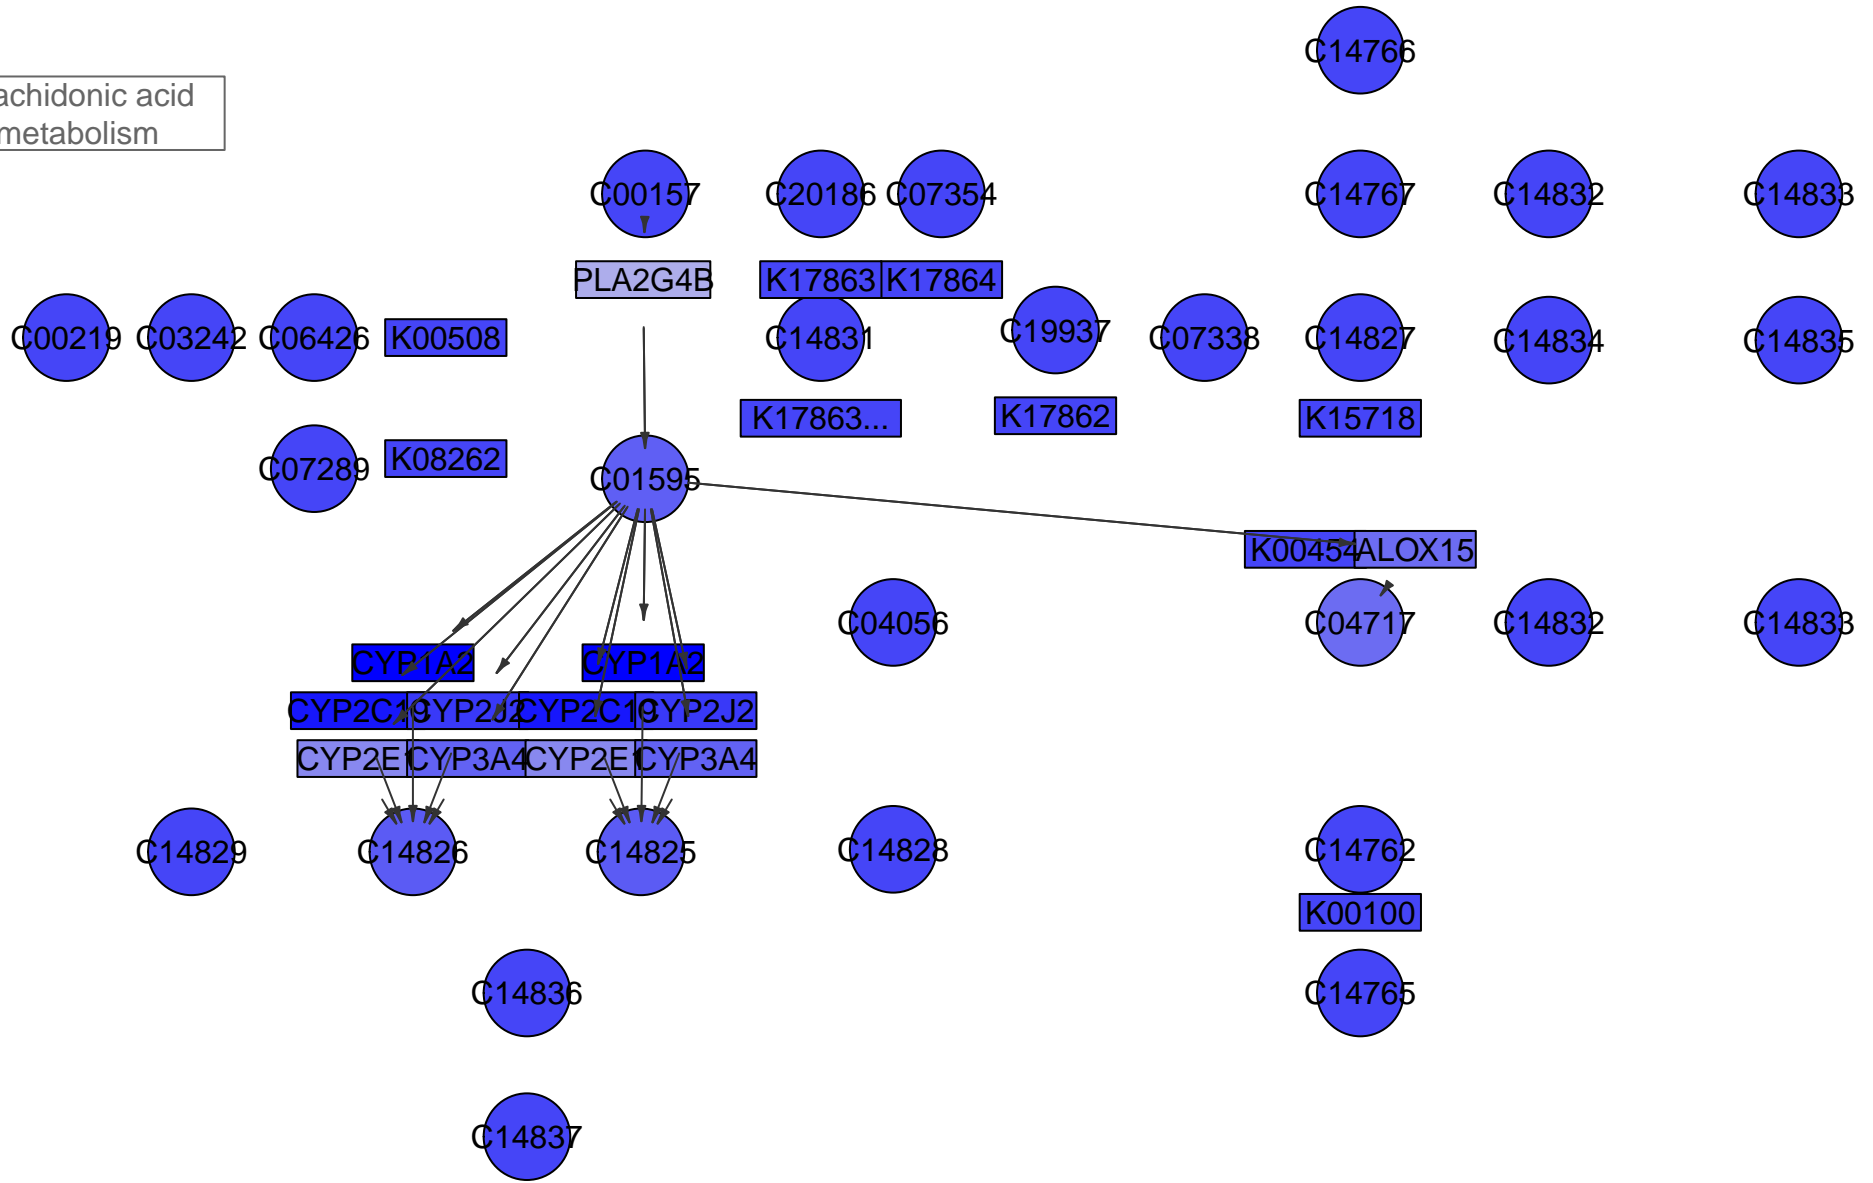 C14766
achidonic acid
metabolism
C00157
C20186
C07354
C14767
C14832
C14833
PLA2G4B
K17863
K17864
C00219
C03242
C06426
K00508
C14831
C19937
C07338
C14827
C14834
C14835
K17863...
K17862
K15718
C07289
K08262
C01595
K00454
ALOX15
C04056
C04717
C14832
C14833
CYP1A2
CYP1A2
CYP2C19
CYP2J2
CYP2C19
CYP2J2
CYP2E1
CYP3A4
CYP2E1
CYP3A4
C14829
C14826
C14825
C14828
C14762
K00100
C14836
C14765
C14837